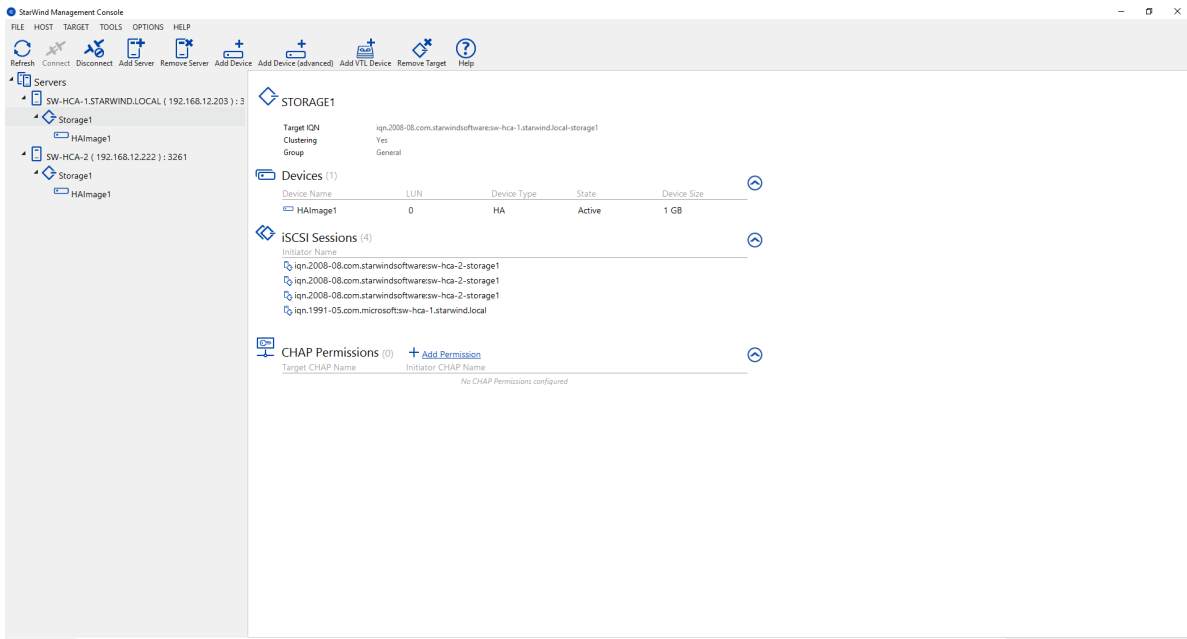 StarWind Management Console
FILE HOST TARGET TOOLS OPTIONS HELP
Refresh Connect Disconnect Add Server Remove Server Add Device Add Device (advanced) Add VTL Device Remove Target Help
Servers
SW-HCA-1.STARWIND.LOCAL ( 192.168.12.203 ) : 3
Storage1
HAImage1
SW-HCA-2 ( 192.168.12.222 ) : 3261
Storage1
HAImage1
STORAGE1
Target IQN iqn.2008-08.com.starwindsoftware:sw-hca-1.starwind.local-storage1
Clustering Yes
Group General
Devices (1)
Device Name LUN Device Type State Device Size
HAImage1 0 HA Active 1 GB
iSCSI Sessions (4)
Initiator Name
iqn.2008-08.com.starwindsoftware:sw-hca-2-storage1
iqn.2008-08.com.starwindsoftware:sw-hca-2-storage1
iqn.2008-08.com.starwindsoftware:sw-hca-2-storage1
iqn.1991-05.com.microsoft:sw-hca-1.starwind.local
CHAP Permissions (0) Add Permission
Target CHAP Name Initiator CHAP Name
No CHAP Permissions configured